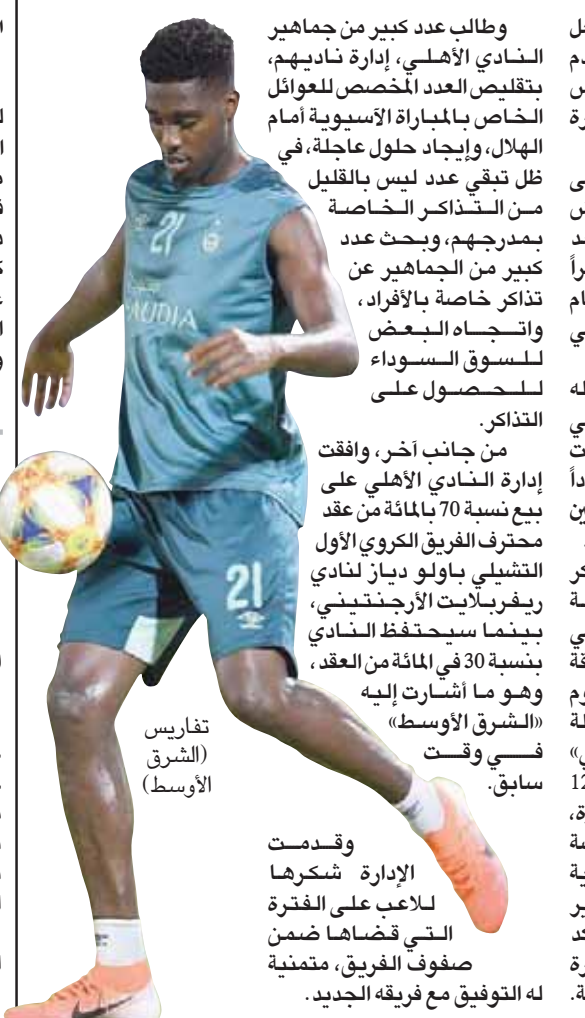 وطالب عدد كبير من جماهير
النادي الأهلي، إدارة ناديهم،
بتقليص العدد المخصص للعوائل
الخاص بالمباراة الآسيوية أمام
الهلال، وإيجاد حلول عاجلة، في
ظل تبقي عدد ليس بالقليل
من التذاكر الخاصة
بمدرجهم، وبحث عدد
كبير من الجماهير عن
تذاكر خاصة بالأفراد،
واتجاه البعض
للسوق السوداء
للحصول على
التذاكر.
من جانب آخر، وافقت
إدارة النادي الأهلي على
بيع نسبة 70 بالمائة من عقد
محترف الفريق الكروي الأول
التشيلي باولو دياز لنادي
ريفربلايت الأرجنتيني،
بينما سيحتفظ النادي
بنسبة 30 في المائة من العقد،
وهو ما أشارت إليه
«الشرق الأوسط»
في وقت
سابق.
وقدمت
الإدارة شكرها
للاعب على الفترة
التي قضاها ضمن
صفوف الفريق، متمنية
له التوفيق مع فريقه الجديد.
تفاريس
(الشرق
الأوسط)
21
21